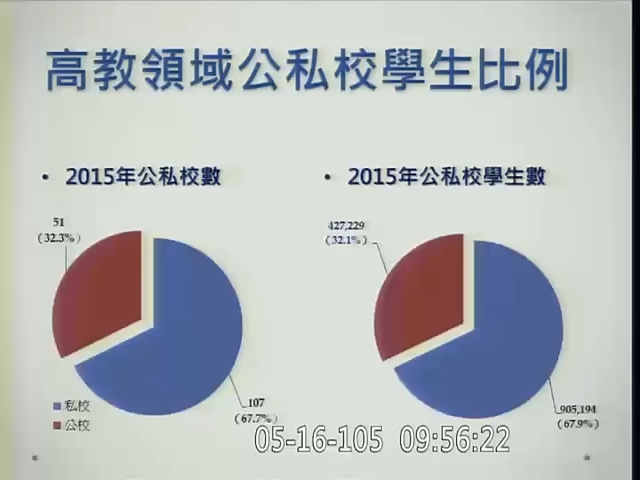 高教領域公私校學生比例
• 2015年公私校數
• 2015年公私校學生數
51
(32.3%)
107
(67.7%)
私校
公校
427,229
(32.1%)
905,194
(67.9%)
05-16-105 09:56:22